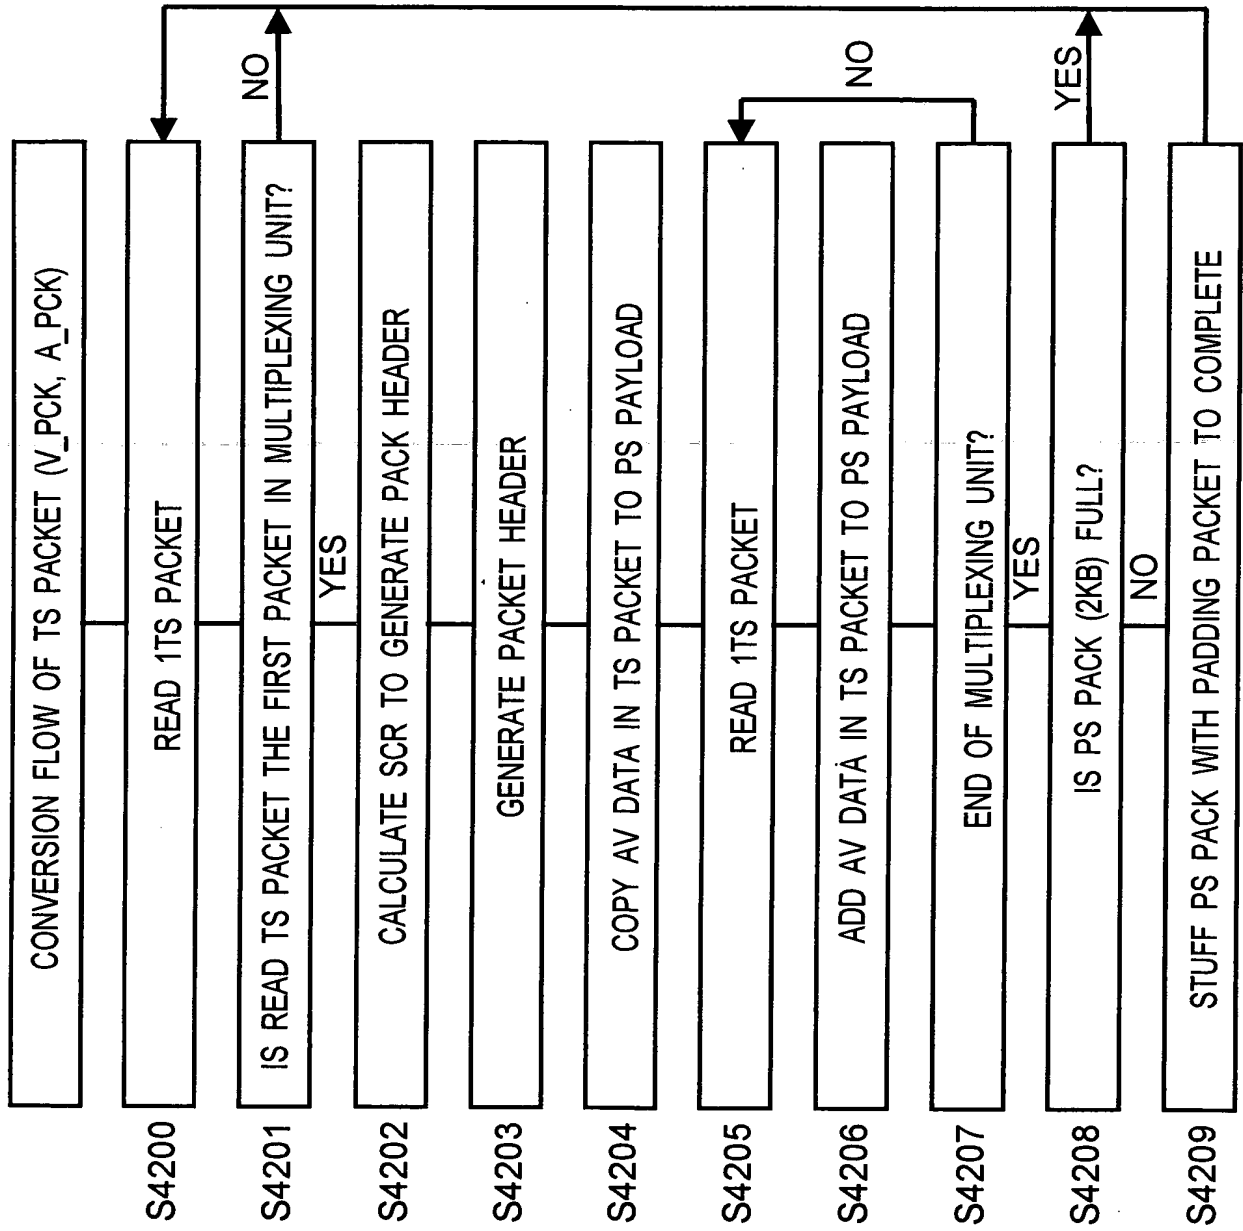 CONVERSION FLOW OF TS PACKET (V_PCK, A_PCK)
S4200
READ 1TS PACKET
S4201
IS READ TS PACKET THE FIRST PACKET IN MULTIPLEXING UNIT?
NO
YES
S4202
CALCULATE SCR TO GENERATE PACK HEADER
S4203
GENERATE PACKET HEADER
S4204
COPY AV DATA IN TS PACKET TO PS PAYLOAD
S4205
READ 1TS PACKET
S4206
ADD AV DATA IN TS PACKET TO PS PAYLOAD
NO
S4207
END OF MULTIPLEXING UNIT?
YES
S4208
IS PS PACK (2KB) FULL?
YES
NO
S4209
STUFF PS PACK WITH PADDING PACKET TO COMPLETE